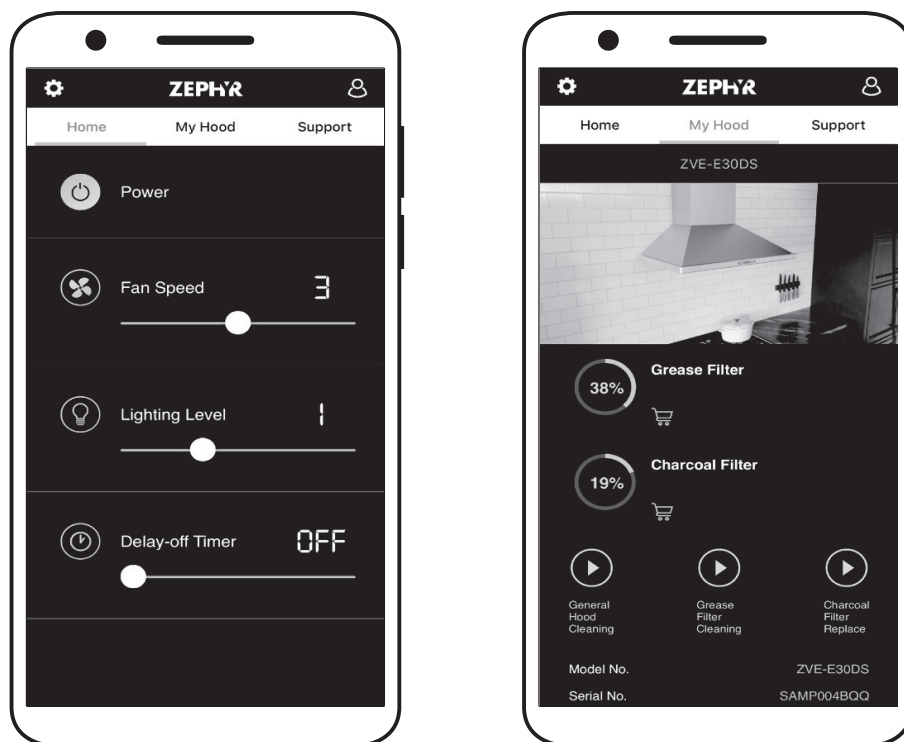 ZEPHYR
Home My Hood Support
Power
Fan Speed 3
Lighting Level 1
Delay-off Timer OFF
ZEPHYR
Home My Hood Support
ZVE-E30DS
38% Grease Filter
19% Charcoal Filter
General Hood Cleaning
Grease Filter Cleaning
Charcoal Filter Replace
Model No. ZVE-E30DS
Serial No. SAMP004BQQ